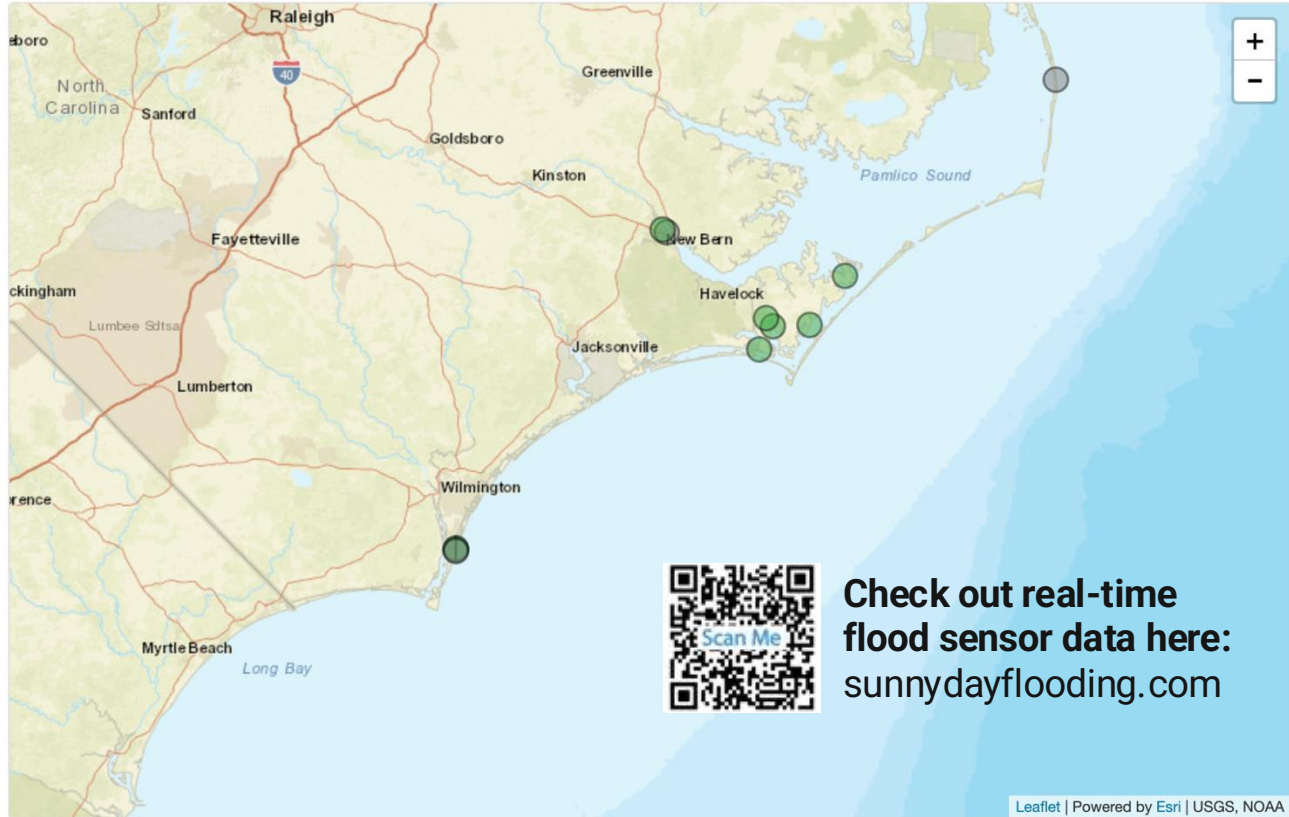 Raleigh
eboro
40
North
Carolina
Greenville
Sanford
Goldsboro
Kinston
Pamlico Sound
Fayetteville
New Bern
ckingham
Havelock
Lumbee Sdtsa
Jacksonville
Lumberton
Wilmington
rence
Myrtle Beach
Long Bay
Scan Me
Check out real-time
flood sensor data here:
sunnydayflooding.com
+
−
Leaflet | Powered by Esri | USGS, NOAA